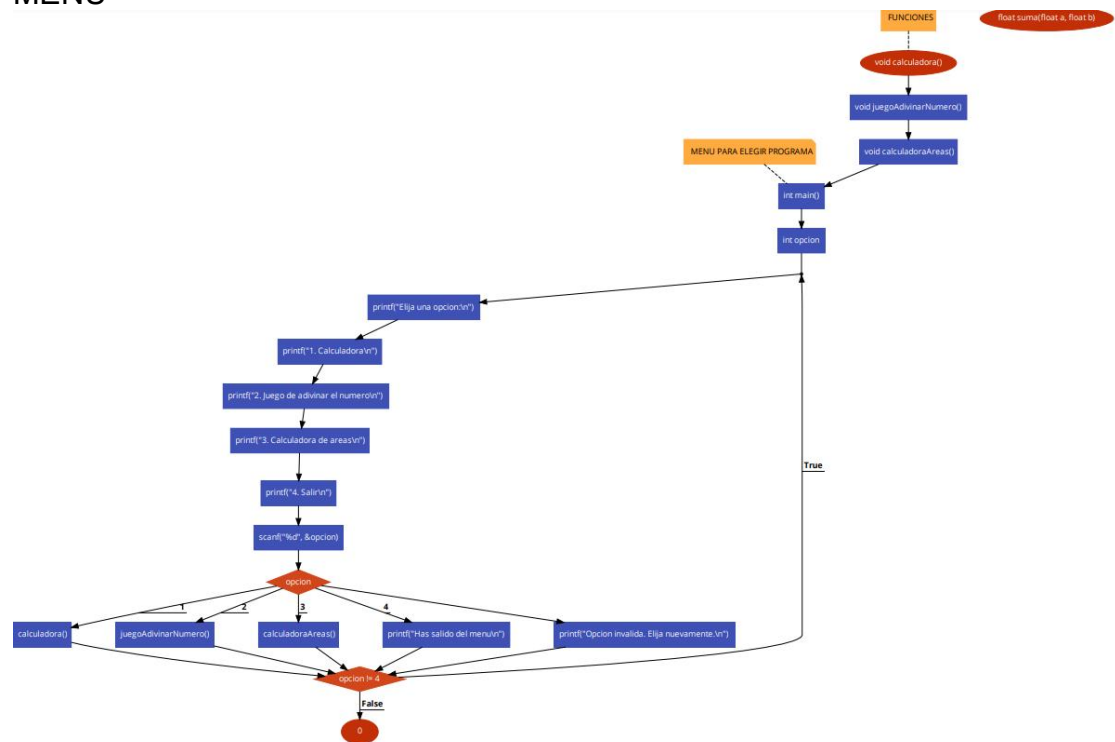 MENU
FUNCIONES
float suma(float a, float b)
void calculadora()
void juegoAdivinarNumero()
MENU PARA ELEGIR PROGRAMA
void calculadoraAreas()
int main()
int opcion
printf("Elija una opcion:\n")
printf("1. Calculadora\n")
printf("2. Juego de adivinar el numero\n")
printf("3. Calculadora de areas\n")
True
printf("4. Salir\n")
scanf("%d", &opcion)
opcion
1
2
3
4
calculadora()
juegoAdivinarNumero()
calculadoraAreas()
printf("Has salido del menu\n")
printf("Opcion invalida. Elija nuevamente.\n")
opcion != 4
False
0